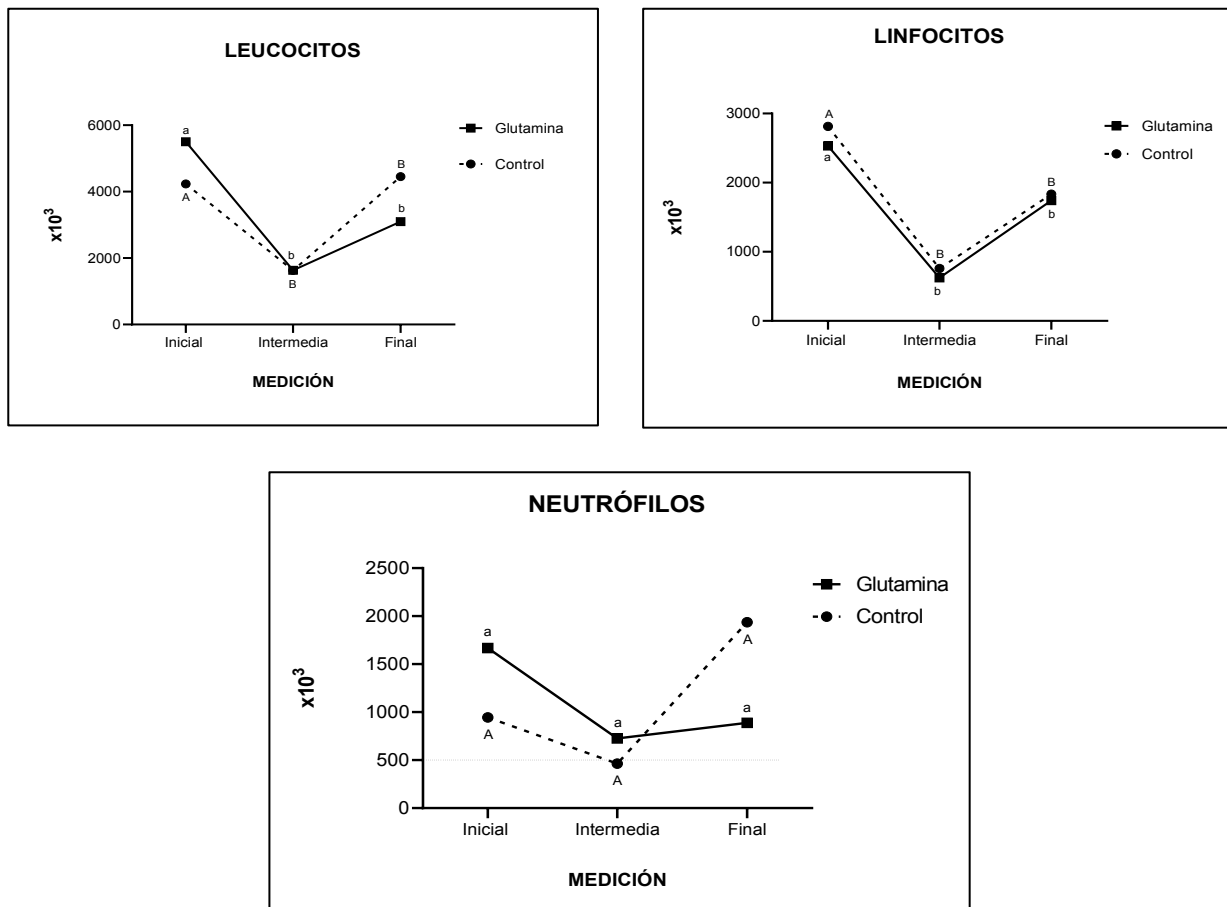 LEUCOCITOS
6000
4000
2000
0
x10³
a
A
b
B
B
b
Inicial Intermedia Final
MEDICIÓN
Glutamina
Control
LINFOCITOS
3000
2000
1000
0
x10³
A
a
B
b
B
b
Inicial Intermedia Final
MEDICIÓN
Glutamina
Control
NEUTRÓFILOS
2500
2000
1500
1000
500
0
x10³
a
A
a
A
A
a
Inicial Intermedia Final
MEDICIÓN
Glutamina
Control